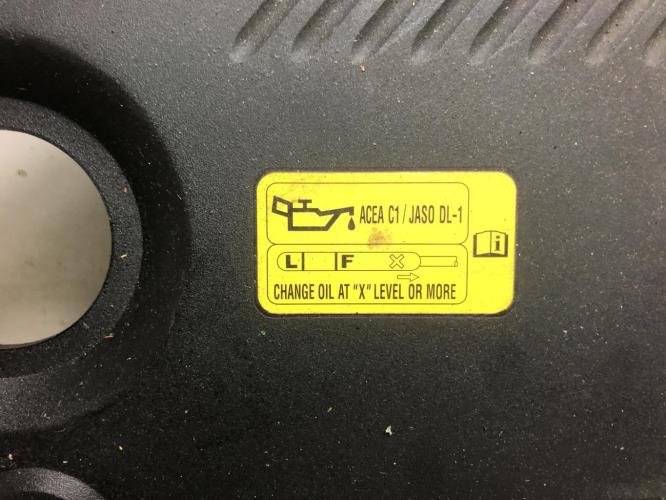 ACEA C1 / JASO DL-1
L F X
CHANGE OIL AT "X" LEVEL OR MORE